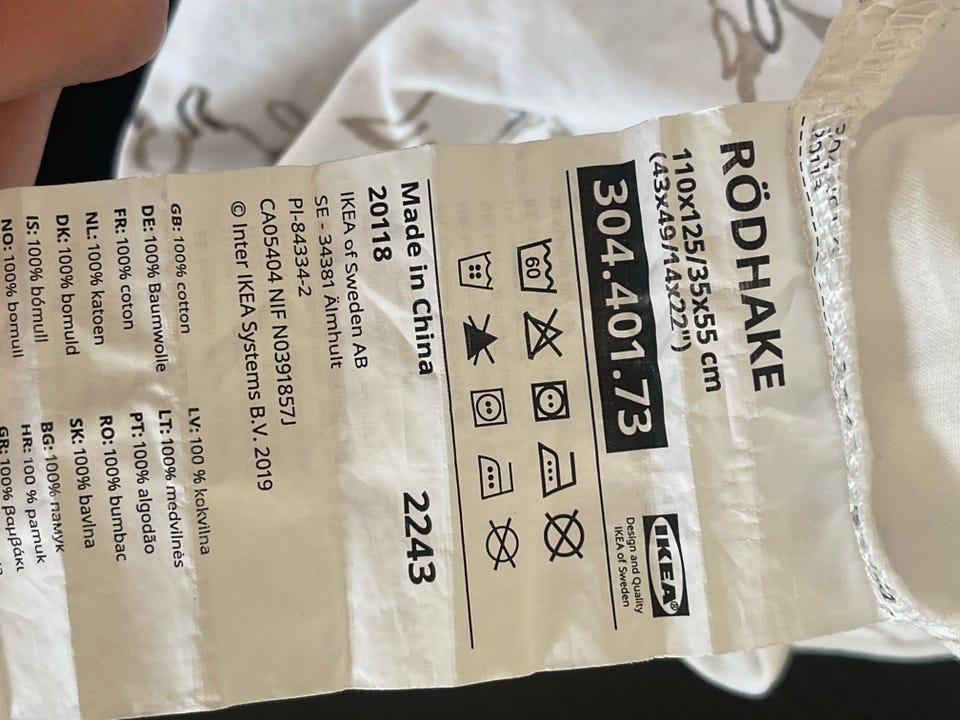 RÖDHAKE
110x125/35x55 cm
(43x49/14x22")
304.401.73
IKEA®
Design and Quality
IKEA of Sweden
60
Made in China
20118
2243
IKEA of Sweden AB
SE - 34381 Älmhult
PI-84334-2
CA05404 NIF N0391857J
© Inter IKEA Systems B.V. 2019
GB: 100% cotton
DE: 100% Baumwolle
FR: 100% coton
NL: 100% katoen
DK: 100% bomuld
IS: 100% bómull
NO: 100% bomull
LV: 100 % kokvilna
LT: 100% medvilnės
PT: 100% algodão
RO: 100% bumbac
SK: 100% bavlna
BG: 100% памук
HR: 100 % pamuk
GR: 100% βαμβάκι